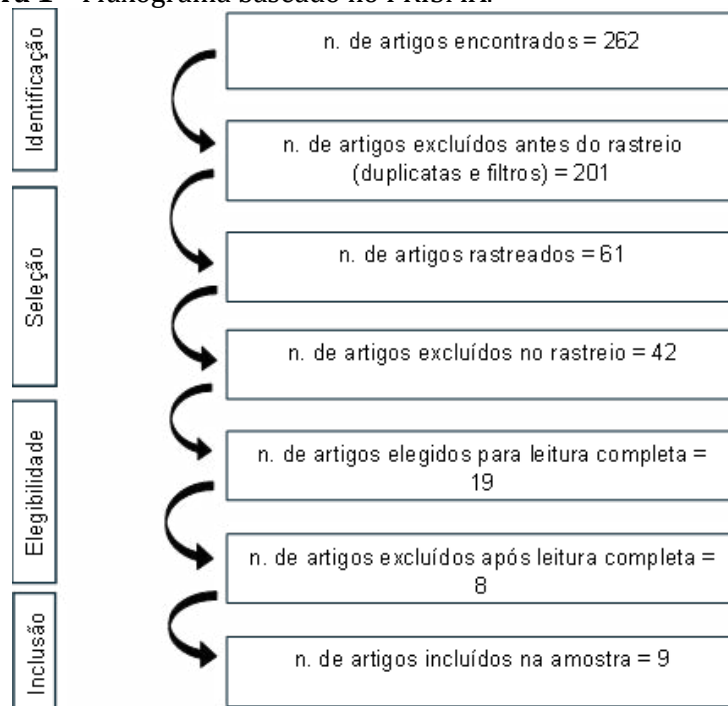 n. de artigos encontrados = 262
Identificação
n. de artigos excluídos antes do rastreio
(duplicatas e filtros) = 201
n. de artigos rastreados = 61
Seleção
n. de artigos excluídos no rastreio = 42
n. de artigos elegidos para leitura completa =
19
Elegibilidade
n. de artigos excluídos após leitura completa =
8
n. de artigos incluídos na amostra = 9
Inclusão